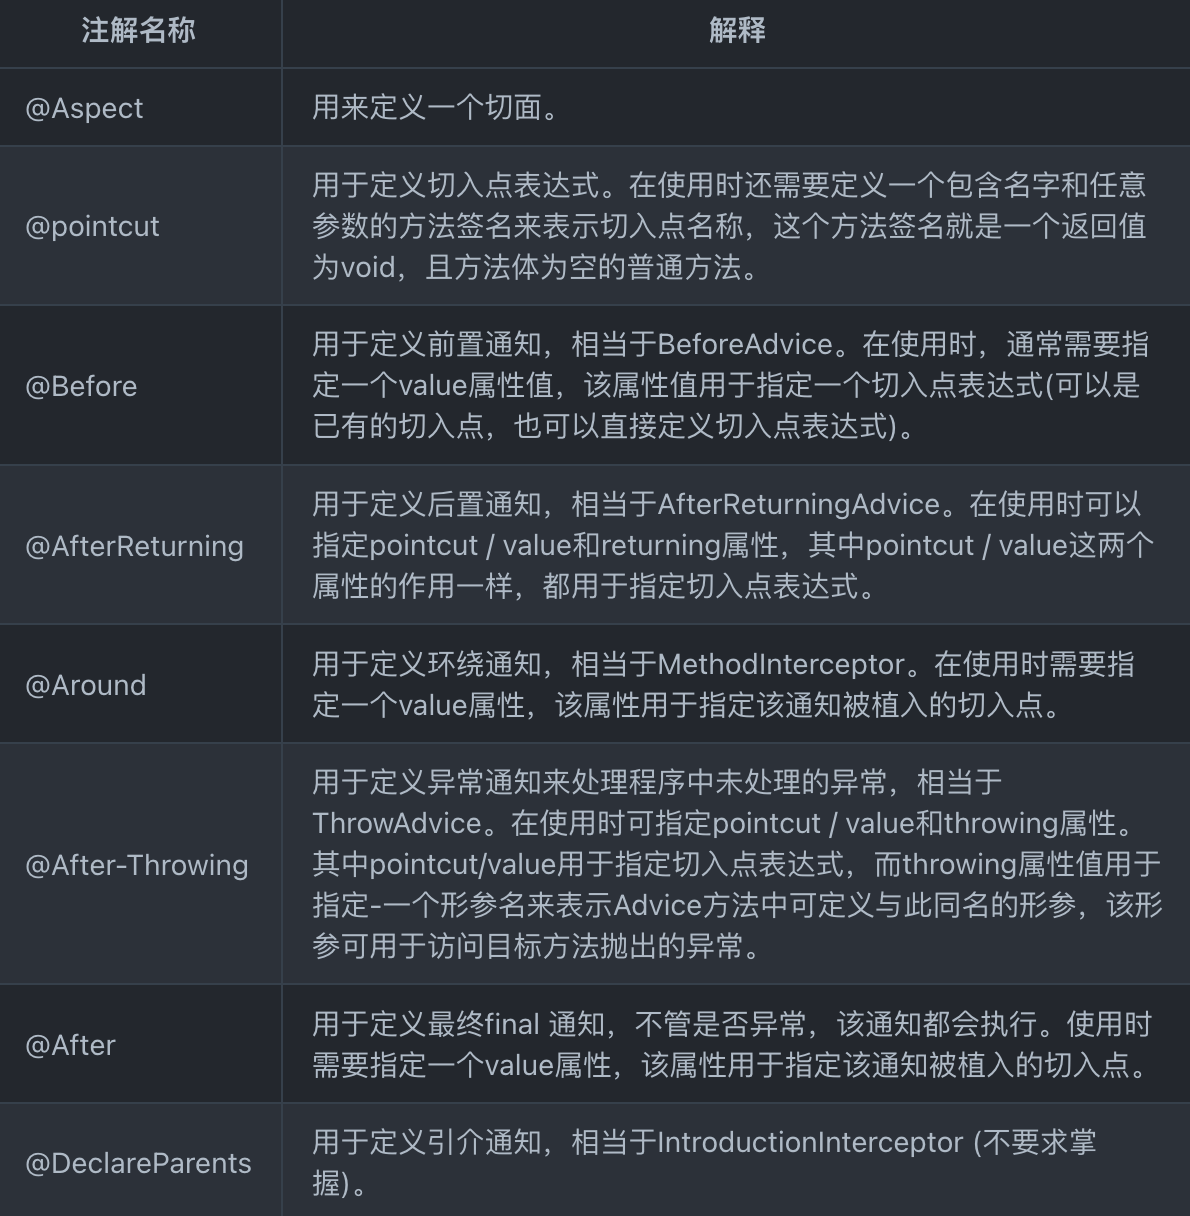 注解名称
解释
@Aspect
用来定义一个切面。
@pointcut
用于定义切入点表达式。在使用时还需要定义一个包含名字和任意
参数的方法签名来表示切入点名称，这个方法签名就是一个返回值
为void，且方法体为空的普通方法。
@Before
用于定义前置通知，相当于BeforeAdvice。在使用时，通常需要指
定一个value属性值，该属性值用于指定一个切入点表达式(可以是
已有的切入点，也可以直接定义切入点表达式)。
@AfterReturning
用于定义后置通知，相当于AfterReturningAdvice。在使用时可以
指定pointcut / value和returning属性，其中pointcut / value这两个
属性的作用一样，都用于指定切入点表达式。
@Around
用于定义环绕通知，相当于MethodInterceptor。在使用时需要指
定一个value属性，该属性用于指定该通知被植入的切入点。
@After-Throwing
用于定义异常通知来处理程序中未处理的异常，相当于
ThrowAdvice。在使用时可指定pointcut / value和throwing属性。
其中pointcut/value用于指定切入点表达式，而throwing属性值用于
指定-一个形参名来表示Advice方法中可定义与此同名的形参，该形
参可用于访问目标方法抛出的异常。
@After
用于定义最终final 通知，不管是否异常，该通知都会执行。使用时
需要指定一个value属性，该属性用于指定该通知被植入的切入点。
@DeclareParents
用于定义引介通知，相当于IntroductionInterceptor (不要求掌
握)。